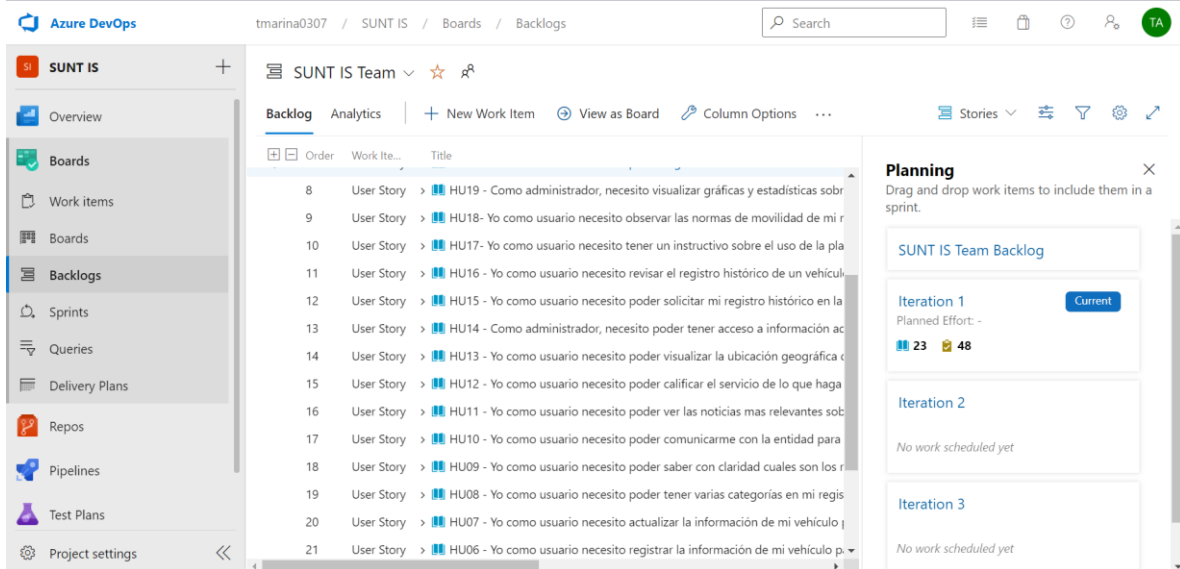 Azure DevOps
tmarina0307 / SUNT IS / Boards / Backlogs
Search
TA
SI
SUNT IS
Overview
Boards
Work items
Boards
Backlogs
Sprints
Queries
Delivery Plans
Repos
Pipelines
Test Plans
Project settings
SUNT IS Team
Backlog Analytics New Work Item View as Board Column Options ... Stories
Order Work Ite... Title
8 User Story HU19 - Como administrador, necesito visualizar gráficas y estadísticas sobr
9 User Story HU18- Yo como usuario necesito observar las normas de movilidad de mi
10 User Story HU17- Yo como usuario necesito tener un instructivo sobre el uso de la pla
11 User Story HU16 - Yo como usuario necesito revisar el registro histórico de un vehícul
12 User Story HU15 - Yo como usuario necesito poder solicitar mi registro histórico en la
13 User Story HU14 - Como administrador, necesito poder tener acceso a información ac
14 User Story HU13 - Yo como usuario necesito poder visualizar la ubicación geográfica
15 User Story HU12 - Yo como usuario necesito poder calificar el servicio de lo que haga
16 User Story HU11 - Yo como usuario necesito poder ver las noticias mas relevantes sob
17 User Story HU10 - Yo como usuario necesito poder comunicarme con la entidad para
18 User Story HU09 - Yo como usuario necesito poder saber con claridad cuales son los
19 User Story HU08 - Yo como usuario necesito poder tener varias categorías en mi regis
20 User Story HU07 - Yo como usuario necesito actualizar la información de mi vehículo
21 User Story HU06 - Yo como usuario necesito registrar la información de mi vehículo
Planning
Drag and drop work items to include them in a
sprint.
SUNT IS Team Backlog
Iteration 1 Current
Planned Effort: -
23 48
Iteration 2
No work scheduled yet
Iteration 3
No work scheduled yet